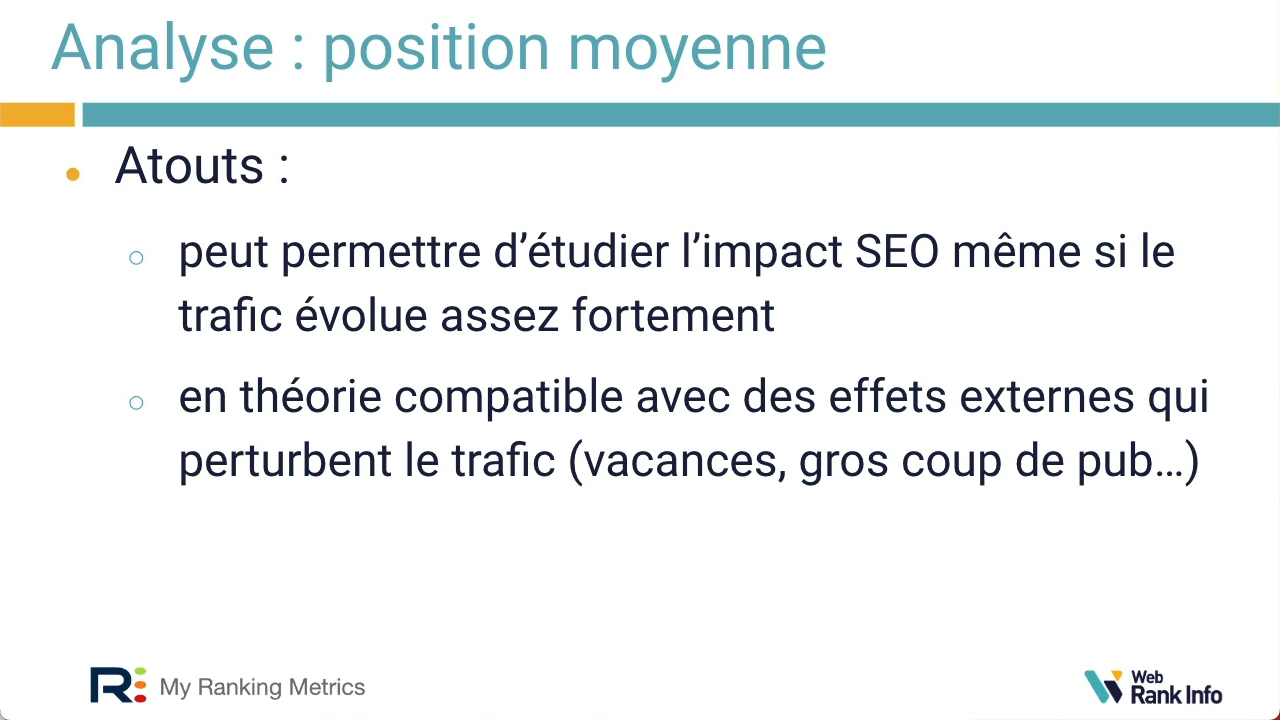 Analyse : position moyenne
Atouts :
peut permettre d’étudier l’impact SEO même si le
trafic évolue assez fortement
en théorie compatible avec des effets externes qui
perturbent le trafic (vacances, gros coup de pub…)
R My Ranking Metrics
Web
Rank Info